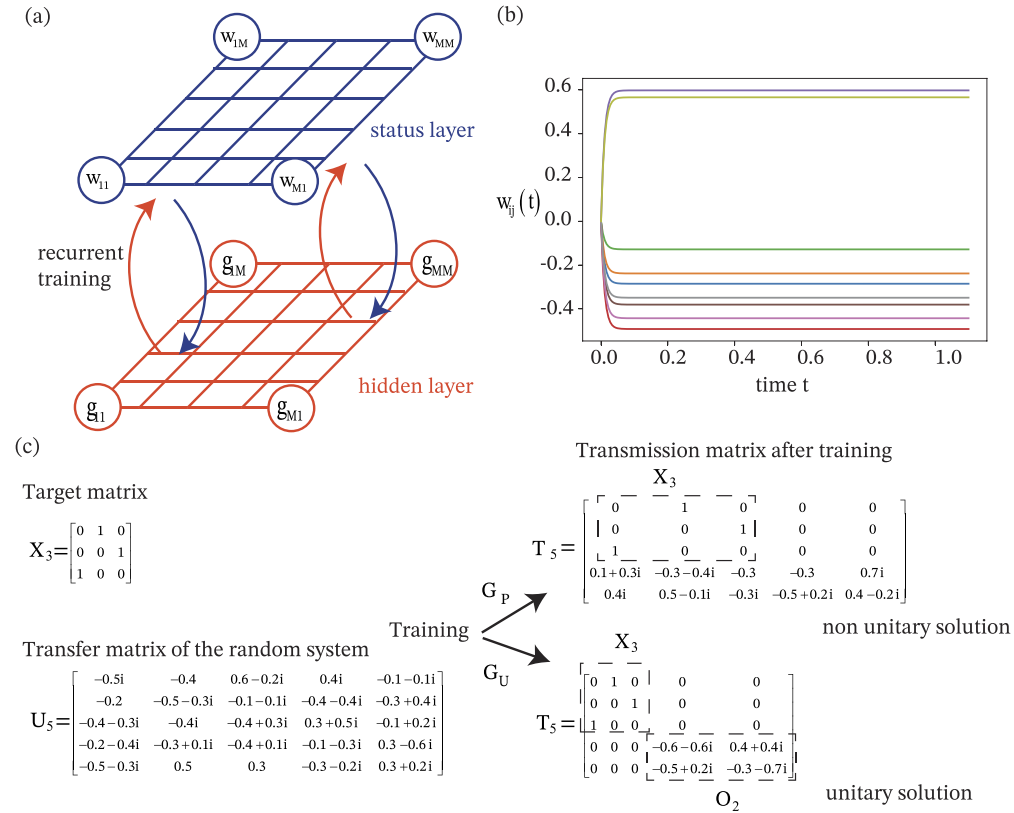 (a)
w1M
wMM
status layer
w11
wM1
recurrent
training
g1M
gMM
hidden layer
g11
gM1
(b)
0.6
0.4
0.2
wij(t)
0.0
-0.2
-0.4
0.0 0.2 0.4 0.6 0.8 1.0
time t
(c)
Target matrix
X3=
0 1 0
0 0 1
1 0 0
Transfer matrix of the random system
U5=
−0.5i −0.4 0.6−0.2i 0.4i −0.1−0.1i
−0.2 −0.5−0.3i −0.1−0.1i −0.4−0.4i −0.3+0.4i
−0.4−0.3i −0.4i −0.4+0.3i 0.3+0.5i −0.1+0.2i
−0.2−0.4i −0.3+0.1i −0.4+0.1i −0.1−0.3i 0.3−0.6i
−0.5−0.3i 0.5 0.3 −0.3−0.2i 0.3+0.2i
Training
GP
GU
Transmission matrix after training
X3
T5=
0 1 0 0 0
0 0 1 0 0
1 0 0 0 0
0.1+0.3i −0.3−0.4i −0.3 −0.3 0.7i
0.4i 0.5−0.1i −0.3i −0.5+0.2i 0.4−0.2i
non unitary solution
X3
T5=
0 1 0 0 0
0 0 1 0 0
1 0 0 0 0
0 0 0 −0.6−0.6i 0.4+0.4i
0 0 0 −0.5+0.2i −0.3−0.7i
O2
unitary solution